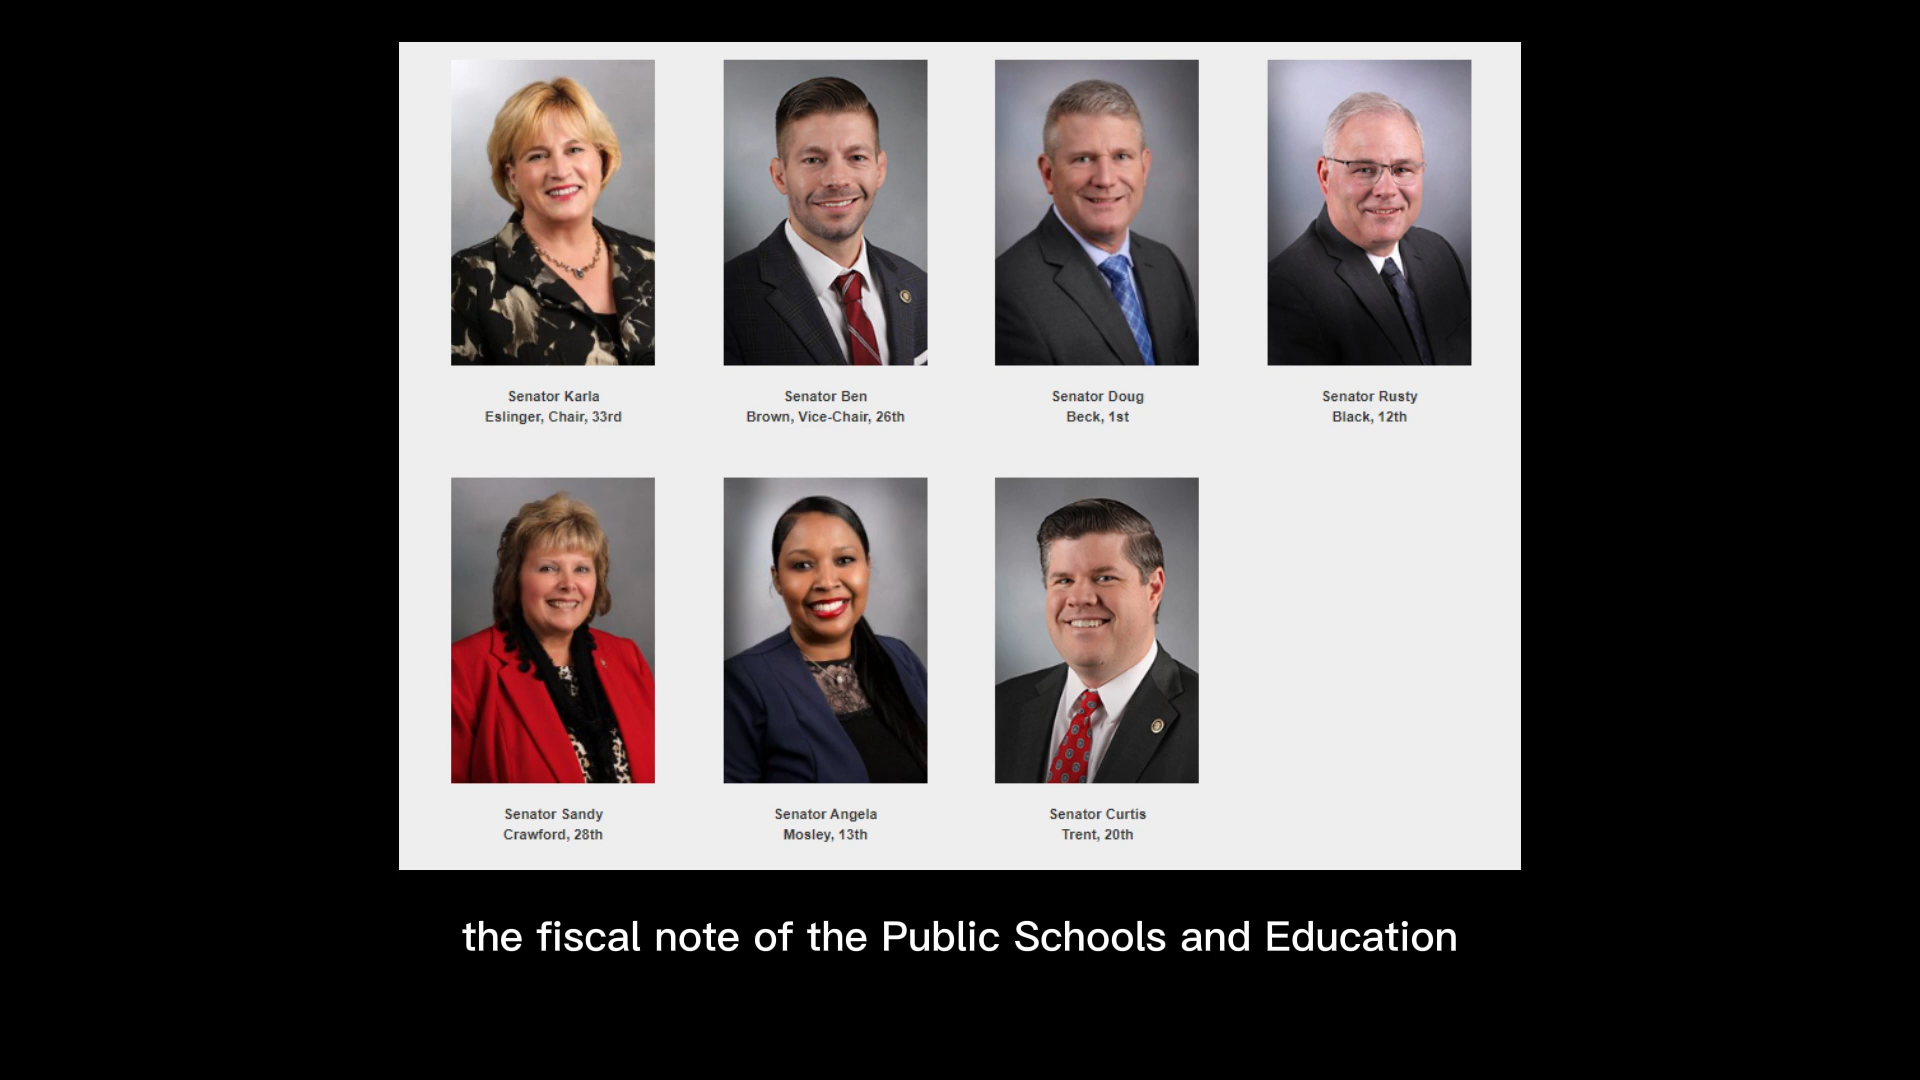 Senator Karla
Eslinger, Chair, 33rd
Senator Ben
Brown, Vice-Chair, 26th
Senator Doug
Beck, 1st
Senator Rusty
Black, 12th
Senator Sandy
Crawford, 28th
Senator Angela
Mosley, 13th
Senator Curtis
Trent, 20th
the fiscal note of the Public Schools and Education